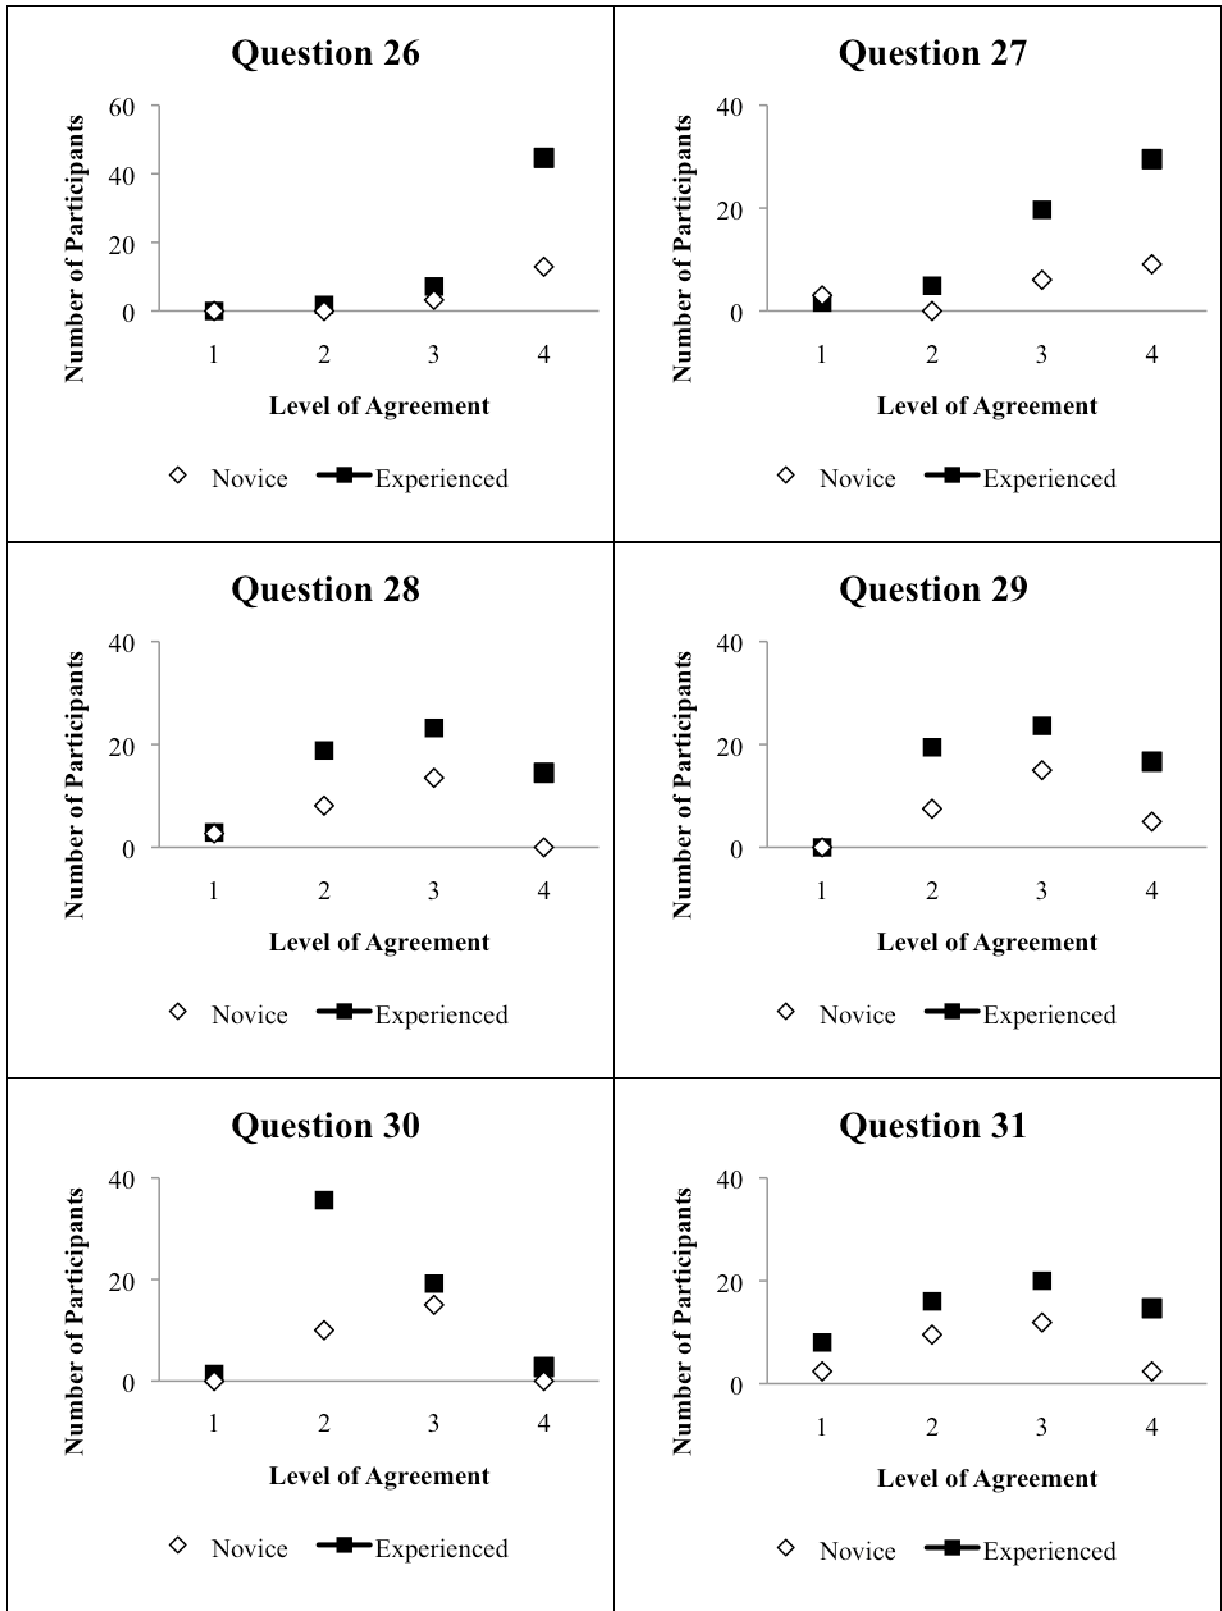 Question 26
Number of Participants
60
40
20
0
1 2 3 4
Level of Agreement
Novice Experienced
Question 27
Number of Participants
40
20
0
1 2 3 4
Level of Agreement
Novice Experienced
Question 28
Number of Participants
40
20
0
1 2 3 4
Level of Agreement
Novice Experienced
Question 29
Number of Participants
40
20
0
1 2 3 4
Level of Agreement
Novice Experienced
Question 30
Number of Participants
40
20
0
1 2 3 4
Level of Agreement
Novice Experienced
Question 31
Number of Participants
40
20
0
1 2 3 4
Level of Agreement
Novice Experienced